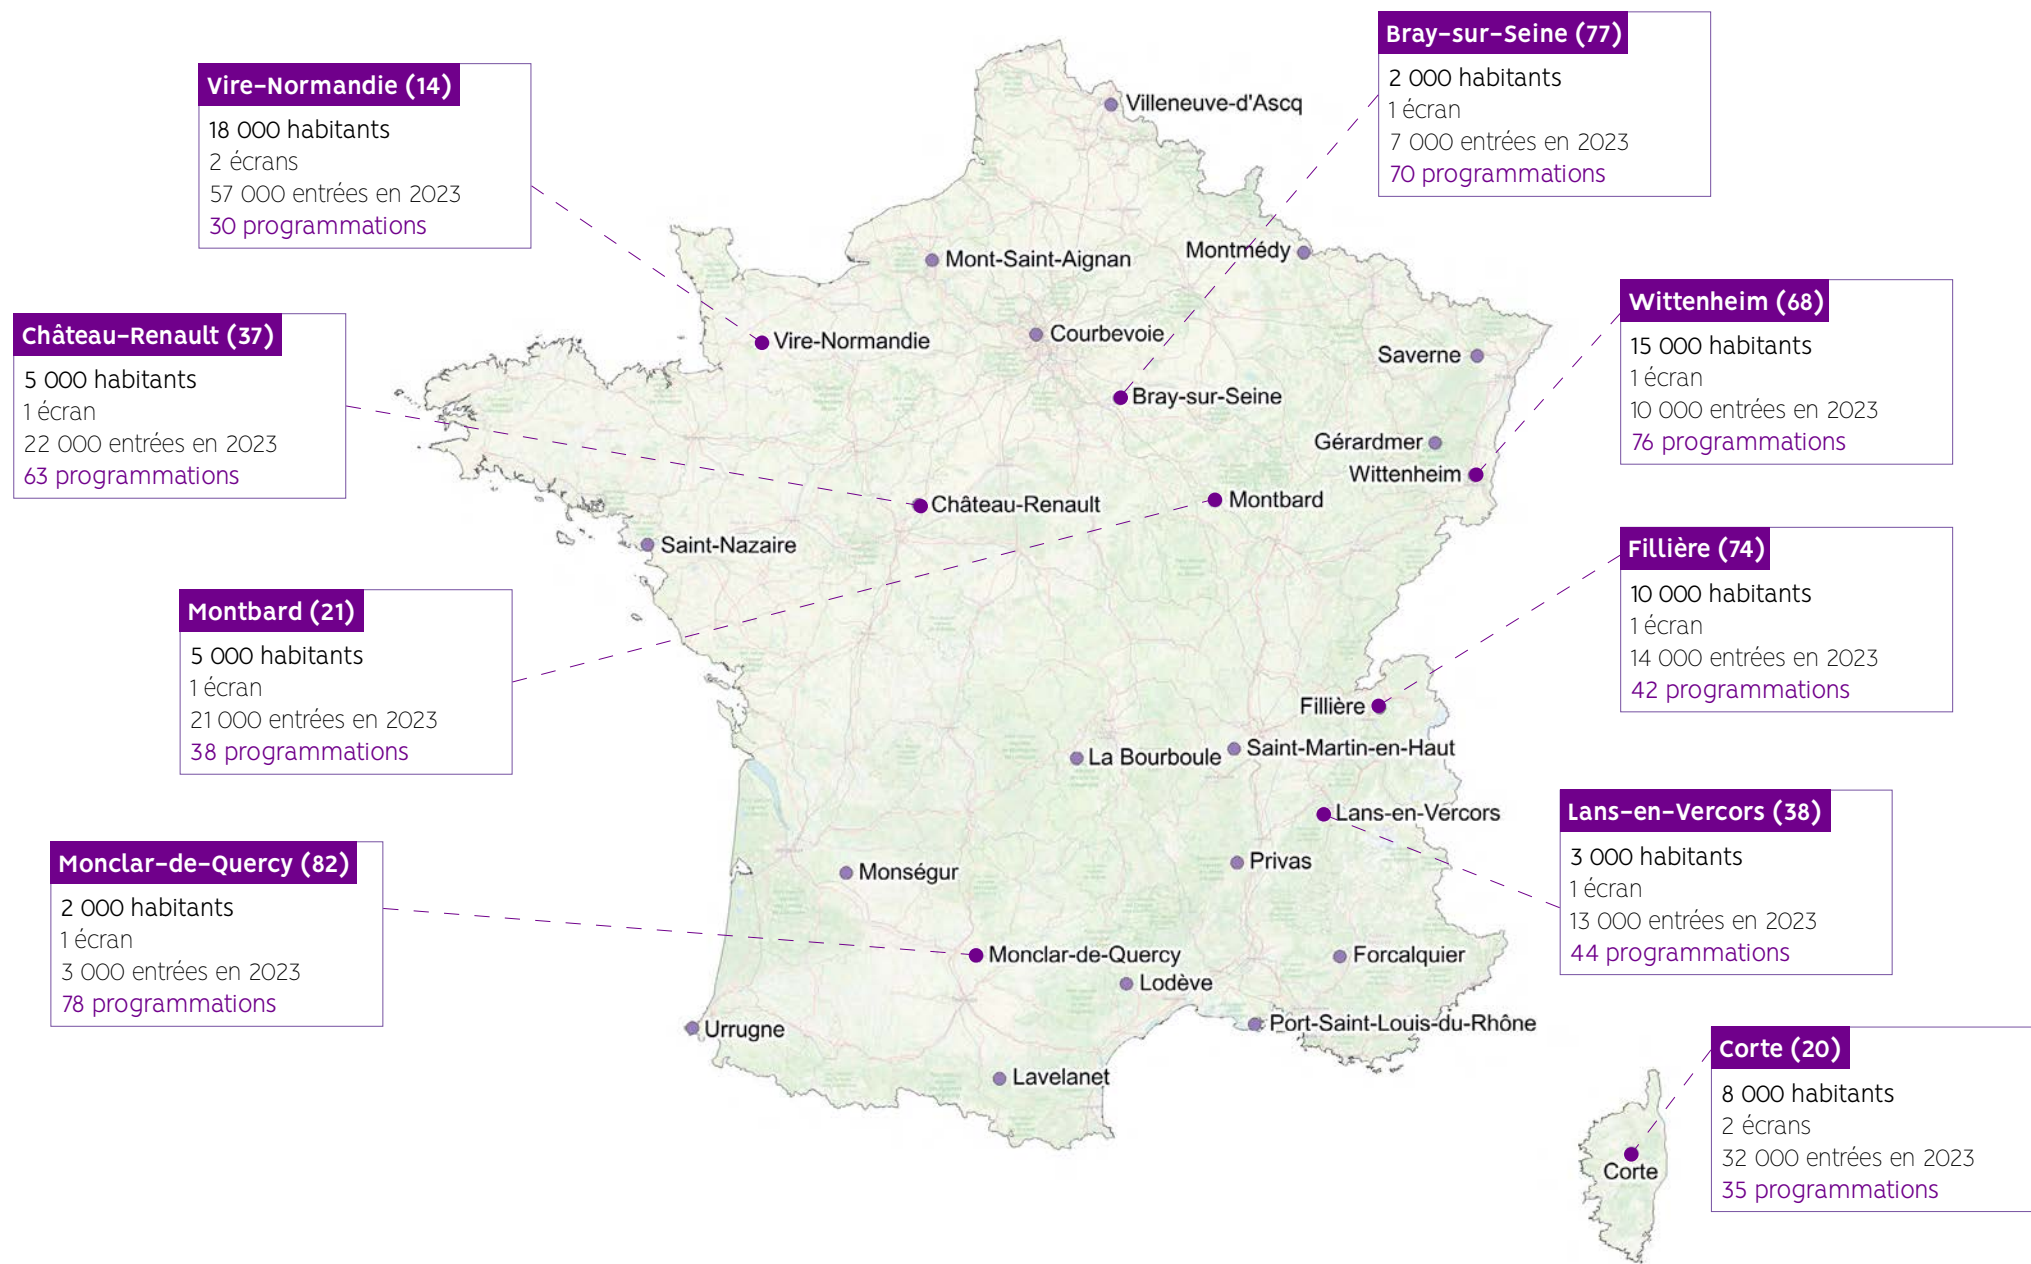 Bray-sur-Seine (77)
2 000 habitants
1 écran
7 000 entrées en 2023
70 programmations
Vire-Normandie (14)
18 000 habitants
2 écrans
57 000 entrées en 2023
30 programmations
Château-Renault (37)
5 000 habitants
1 écran
22 000 entrées en 2023
63 programmations
Montbard (21)
5 000 habitants
1 écran
21 000 entrées en 2023
38 programmations
Monclar-de-Quercy (82)
2 000 habitants
1 écran
3 000 entrées en 2023
78 programmations
Wittenheim (68)
15 000 habitants
1 écran
10 000 entrées en 2023
76 programmations
Fillière (74)
10 000 habitants
1 écran
14 000 entrées en 2023
42 programmations
Lans-en-Vercors (38)
3 000 habitants
1 écran
13 000 entrées en 2023
44 programmations
Corte (20)
8 000 habitants
2 écrans
32 000 entrées en 2023
35 programmations
Villeneuve-d'Ascq
Mont-Saint-Aignan
Montmédy
Vire-Normandie
Courbevoie
Saverne
Bray-sur-Seine
Gérardmer
Wittenheim
Château-Renault
Montbard
Saint-Nazaire
Fillière
La Bourboule
Saint-Martin-en-Haut
Lans-en-Vercors
Monségur
Privas
Monclar-de-Quercy
Forcalquier
Lodève
Urrugne
Port-Saint-Louis-du-Rhône
Lavelanet
Corte